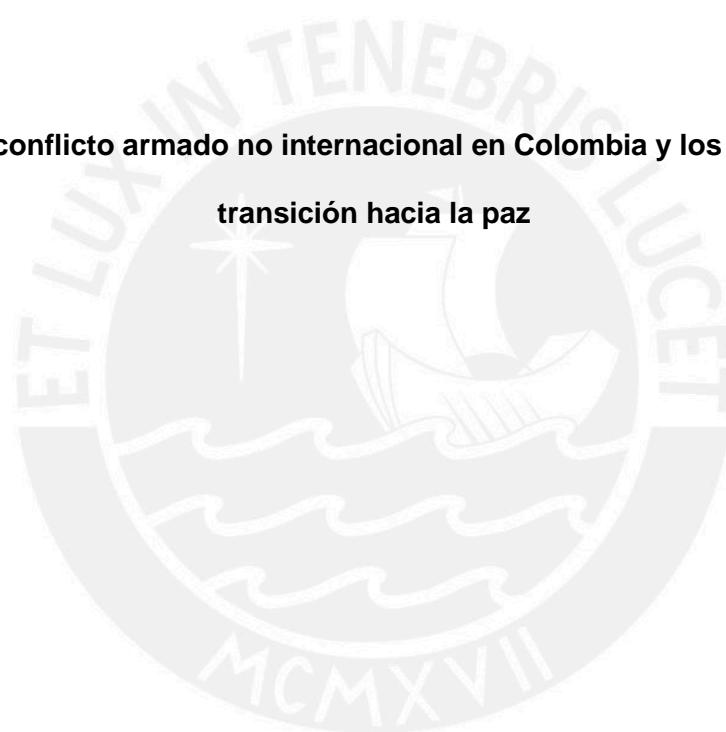 conflicto armado no internacional en Colombia y los
transición hacia la paz
ET LUX IN TENEBRIS LUCET
MCMXVII